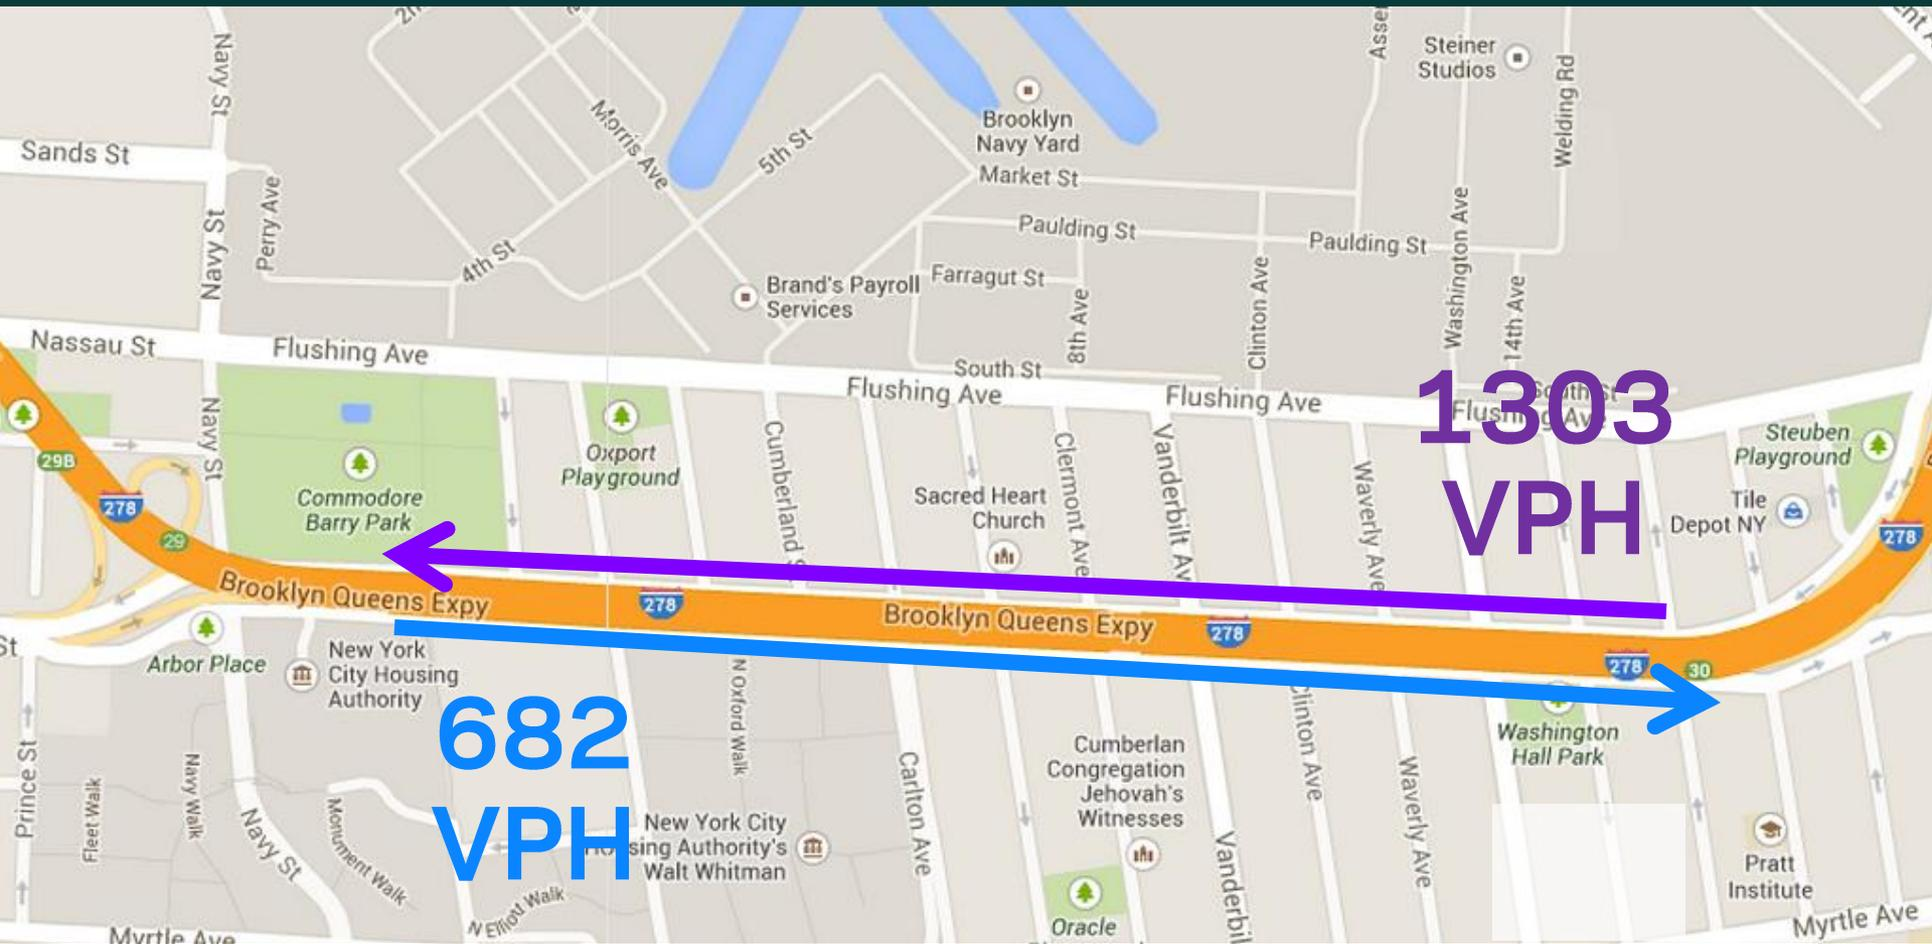 Navy St
Morris Ave
5th St
Steiner
Studios
Welding Rd
Brooklyn
Navy Yard
Sands St
Perry Ave
Navy St
Market St
Paulding St
Paulding St
Washington Ave
4th St
Brand's Payroll
Services
Farragut St
8th Ave
Clinton Ave
14th Ave
Nassau St
Flushing Ave
South St
Flushing Ave
Flushing Ave
South St
Flushing Ave
1303
VPH
Navy St
29B
278
29
Commodore
Barry Park
Oxport
Playground
Cumberland
Sacred Heart
Church
Clermont Ave
Vanderbilt Av
Waverly Ave
Steuben
Playground
Tile
Depot NY
278
Brooklyn Queens Expy
278
Brooklyn Queens Expy
278
278
30
St
Arbor Place
New York
City Housing
Authority
682
VPH
N Oxford Walk
Clinton Ave
Washington
Hall Park
Cumberlan
Congregation
Jehovah's
Witnesses
Prince St
Fleet Walk
Navy Walk
Navy St
Monument Walk
New York City
Housing Authority's
Walt Whitman
Carlton Ave
Vanderbil
Waverly Ave
Pratt
Institute
N Elliott Walk
Oracle
Myrtle Ave
Myrtle Ave